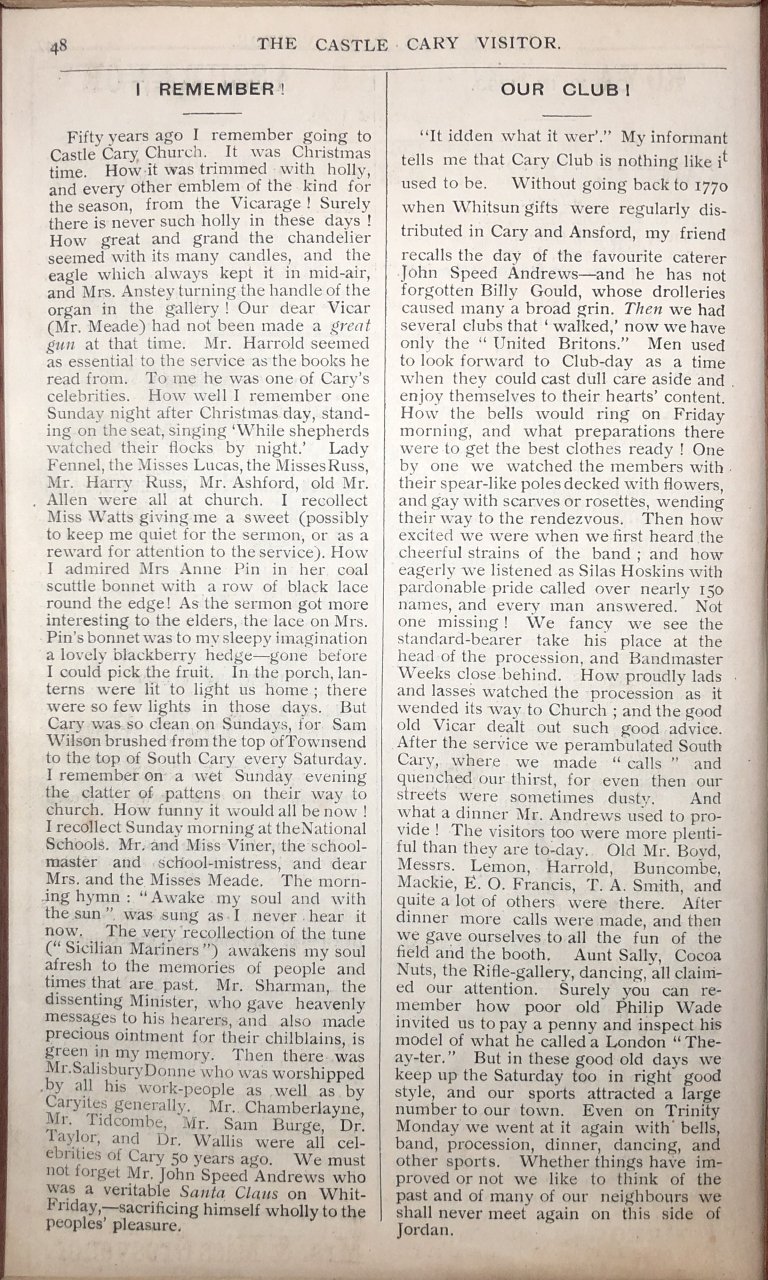 48
THE CASTLE CARY VISITOR.
I REMEMBER!
Fifty years ago I remember going to
Castle Cary Church. It was Christmas
time. How it was trimmed with holly,
and every other emblem of the kind for
the season, from the Vicarage ! Surely
there is never such holly in these days !
How great and grand the chandelier
seemed with its many candles, and the
eagle which always kept it in mid-air,
and Mrs. Anstey turning the handle of the
organ in the gallery ! Our dear Vicar
(Mr. Meade) had not been made a great
gun at that time. Mr. Harrold seemed
as essential to the service as the books he
read from. To me he was one of Cary's
celebrities. How well I remember one
Sunday night after Christmas day, stand-
ing on the seat, singing 'While shepherds
watched their flocks by night.' Lady
Fennel, the Misses Lucas, the Misses Russ,
Mr. Harry Russ, Mr. Ashford, old Mr.
Allen were all at church. I recollect
Miss Watts giving me a sweet (possibly
to keep me quiet for the sermon, or as a
reward for attention to the service). How
I admired Mrs Anne Pin in her coal
scuttle bonnet with a row of black lace
round the edge! As the sermon got more
interesting to the elders, the lace on Mrs.
Pin's bonnet was to my sleepy imagination
a lovely blackberry hedge—gone before
I could pick the fruit. In the porch, lan-
terns were lit to light us home ; there
were so few lights in those days. But
Cary was so clean on Sundays, for Sam
Wilson brushed from the top of Townsend
to the top of South Cary every Saturday.
I remember on a wet Sunday evening
the clatter of pattens on their way to
church. How funny it would all be now !
I recollect Sunday morning at the National
Schools. Mr. and Miss Viner, the school-
master and school-mistress, and dear
Mrs. and the Misses Meade. The morn-
ing hymn : "Awake my soul and with
the sun" was sung as I never hear it
now. The very recollection of the tune
("Sicilian Mariners") awakens my soul
afresh to the memories of people and
times that are past. Mr. Sharman, the
dissenting Minister, who gave heavenly
messages to his hearers, and also made
precious ointment for their chilblains, is
green in my memory. Then there was
Mr. Salisbury Donne who was worshipped
by all his work-people as well as by
Caryites generally. Mr. Chamberlayne,
Mr. Tidcombe, Mr. Sam Burge, Dr.
Taylor, and Dr. Wallis were all cel-
ebrities of Cary 50 years ago. We must
not forget Mr. John Speed Andrews who
was a veritable Santa Claus on Whit-
Friday,—sacrificing himself wholly to the
peoples' pleasure.
OUR CLUB!
"It idden what it wer'." My informant
tells me that Cary Club is nothing like it
used to be. Without going back to 1770
when Whitsun gifts were regularly dis-
tributed in Cary and Ansford, my friend
recalls the day of the favourite caterer
John Speed Andrews—and he has not
forgotten Billy Gould, whose drolleries
caused many a broad grin. Then we had
several clubs that ' walked,' now we have
only the " United Britons." Men used
to look forward to Club-day as a time
when they could cast dull care aside and
enjoy themselves to their hearts' content.
How the bells would ring on Friday
morning, and what preparations there
were to get the best clothes ready ! One
by one we watched the members with
their spear-like poles decked with flowers,
and gay with scarves or rosettes, wending
their way to the rendezvous. Then how
excited we were when we first heard the
cheerful strains of the band ; and how
eagerly we listened as Silas Hoskins with
pardonable pride called over nearly 150
names, and every man answered. Not
one missing ! We fancy we see the
standard-bearer take his place at the
head of the procession, and Bandmaster
Weeks close behind. How proudly lads
and lasses watched the procession as it
wended its way to Church ; and the good
old Vicar dealt out such good advice.
After the service we perambulated South
Cary, where we made " calls " and
quenched our thirst, for even then our
streets were sometimes dusty. And
what a dinner Mr. Andrews used to pro-
vide ! The visitors too were more plenti-
ful than they are to-day. Old Mr. Boyd,
Messrs. Lemon, Harrold, Buncombe,
Mackie, E. O. Francis, T. A. Smith, and
quite a lot of others were there. After
dinner more calls were made, and then
we gave ourselves to all the fun of the
field and the booth. Aunt Sally, Cocoa
Nuts, the Rifle-gallery, dancing, all claim-
ed our attention. Surely you can re-
member how poor old Philip Wade
invited us to pay a penny and inspect his
model of what he called a London "The-
ay-ter." But in these good old days we
keep up the Saturday too in right good
style, and our sports attracted a large
number to our town. Even on Trinity
Monday we went at it again with bells,
band, procession, dinner, dancing, and
other sports. Whether things have im-
proved or not we like to think of the
past and of many of our neighbours we
shall never meet again on this side of
Jordan.